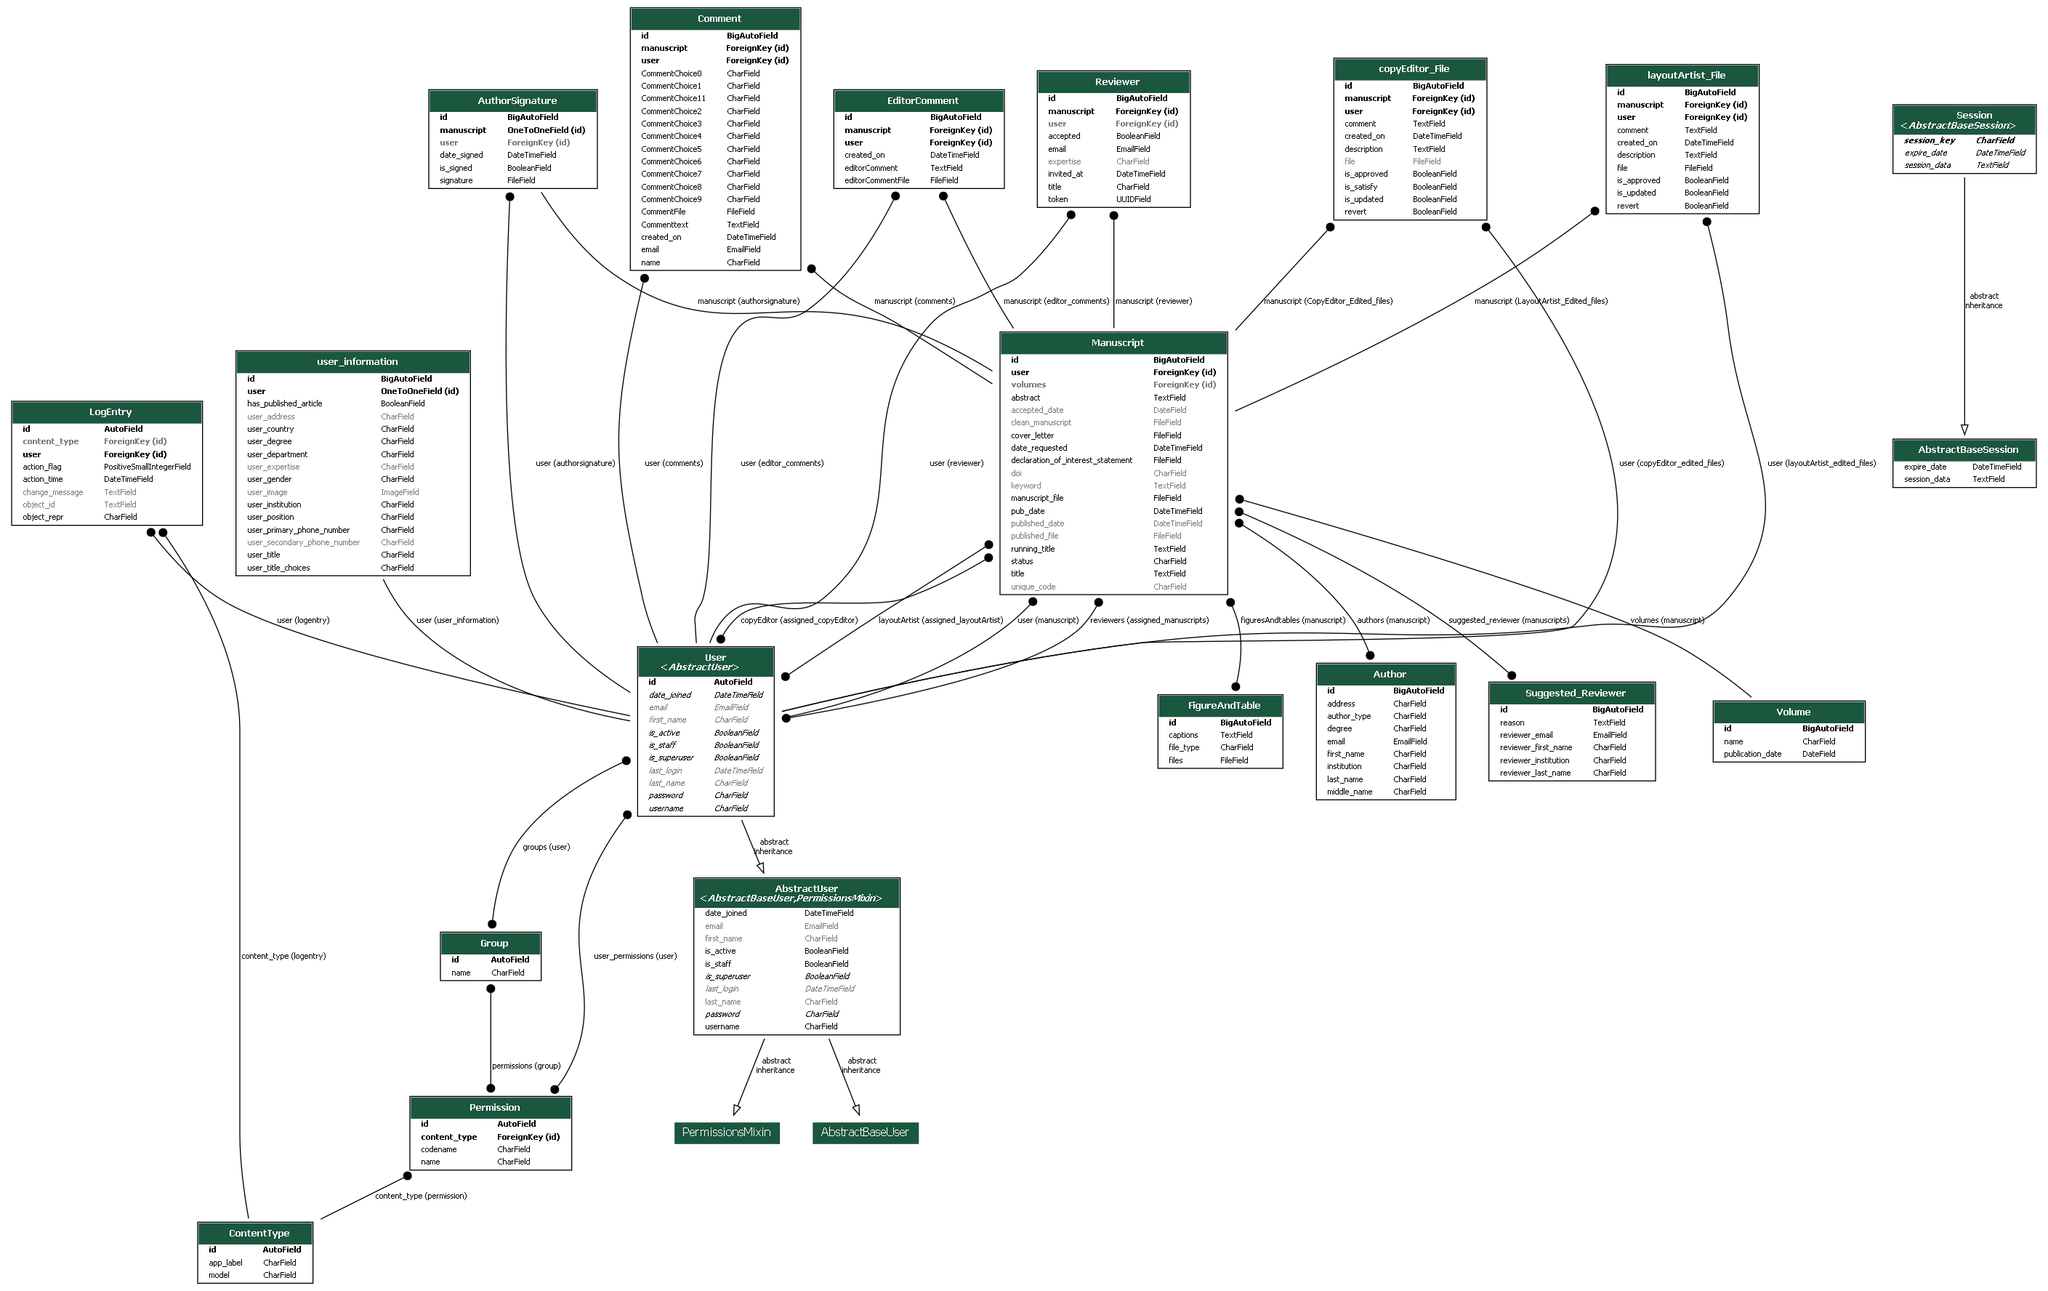 Comment
id BigAutoField
manuscript ForeignKey (id)
user ForeignKey (id)
CommentChoice0 CharField
CommentChoice1 CharField
CommentChoice11 CharField
CommentChoice2 CharField
CommentChoice3 CharField
CommentChoice4 CharField
CommentChoice5 CharField
CommentChoice6 CharField
CommentChoice7 CharField
CommentChoice8 CharField
CommentChoice9 CharField
CommentFile FileField
Commenttext TextField
created_on DateTimeField
email EmailField
name CharField
AuthorSignature
id BigAutoField
manuscript OneToOneField (id)
user ForeignKey (id)
date_signed DateTimeField
is_signed BooleanField
signature FileField
EditorComment
id BigAutoField
manuscript ForeignKey (id)
user ForeignKey (id)
created_on DateTimeField
editorComment TextField
editorCommentFile FileField
Reviewer
id BigAutoField
manuscript ForeignKey (id)
user ForeignKey (id)
accepted BooleanField
email EmailField
expertise CharField
invited_at DateTimeField
title CharField
token UUIDField
copyEditor_File
id BigAutoField
manuscript ForeignKey (id)
user ForeignKey (id)
comment TextField
created_on DateTimeField
description TextField
file FileField
is_approved BooleanField
is_satisfy BooleanField
is_updated BooleanField
revert BooleanField
layoutArtist_File
id BigAutoField
manuscript ForeignKey (id)
user ForeignKey (id)
comment TextField
created_on DateTimeField
description TextField
file FileField
is_approved BooleanField
is_updated BooleanField
revert BooleanField
Session
<AbstractBaseSession>
session_key CharField
expire_date DateTimeField
session_data TextField
manuscript (authorsignature)
manuscript (comments)
manuscript (editor_comments)
manuscript (reviewer)
manuscript (CopyEditor_Edited_files)
manuscript (LayoutArtist_Edited_files)
abstract
inheritance
LogEntry
id AutoField
content_type ForeignKey (id)
user ForeignKey (id)
action_flag PositiveSmallIntegerField
action_time DateTimeField
change_message TextField
object_id TextField
object_repr CharField
user_information
id BigAutoField
user OneToOneField (id)
has_published_article BooleanField
user_address CharField
user_country CharField
user_degree CharField
user_department CharField
user_expertise CharField
user_gender CharField
user_image ImageField
user_institution CharField
user_position CharField
user_primary_phone_number CharField
user_secondary_phone_number CharField
user_title CharField
user_title_choices CharField
Manuscript
id BigAutoField
user ForeignKey (id)
volumes ForeignKey (id)
abstract TextField
accepted_date DateField
clean_manuscript FileField
cover_letter FileField
date_requested DateTimeField
declaration_of_interest_statement FileField
doi CharField
keyword TextField
manuscript_file FileField
pub_date DateTimeField
published_date DateTimeField
published_file FileField
running_title TextField
status CharField
title TextField
unique_code CharField
AbstractBaseSession
expire_date DateTimeField
session_data TextField
user (authorsignature)
user (comments)
user (editor_comments)
user (reviewer)
user (copyEditor_edited_files)
user (layoutArtist_edited_files)
user (logentry)
user (user_information)
copyEditor (assigned_copyEditor)
layoutArtist (assigned_layoutArtist)
user (manuscript)
reviewers (assigned_manuscripts)
figuresAndtables (manuscript)
authors (manuscript)
suggested_reviewer (manuscripts)
volumes (manuscript)
User
<AbstractUser>
id AutoField
date_joined DateTimeField
email EmailField
first_name CharField
is_active BooleanField
is_staff BooleanField
is_superuser BooleanField
last_login DateTimeField
last_name CharField
password CharField
username CharField
FigureAndTable
id BigAutoField
captions TextField
file_type CharField
files FileField
Author
id BigAutoField
address CharField
author_type CharField
degree CharField
email EmailField
first_name CharField
institution CharField
last_name CharField
middle_name CharField
Suggested_Reviewer
id BigAutoField
reason TextField
reviewer_email EmailField
reviewer_first_name CharField
reviewer_institution CharField
reviewer_last_name CharField
Volume
id BigAutoField
name CharField
publication_date DateField
groups (user)
abstract
inheritance
AbstractUser
<AbstractBaseUser,PermissionsMixin>
date_joined DateTimeField
email EmailField
first_name CharField
is_active BooleanField
is_staff BooleanField
is_superuser BooleanField
last_login DateTimeField
last_name CharField
password CharField
username CharField
Group
id AutoField
name CharField
content_type (logentry)
user_permissions (user)
permissions (group)
abstract
inheritance
abstract
inheritance
Permission
id AutoField
content_type ForeignKey (id)
codename CharField
name CharField
PermissionsMixin
AbstractBaseUser
content_type (permission)
ContentType
id AutoField
app_label CharField
model CharField